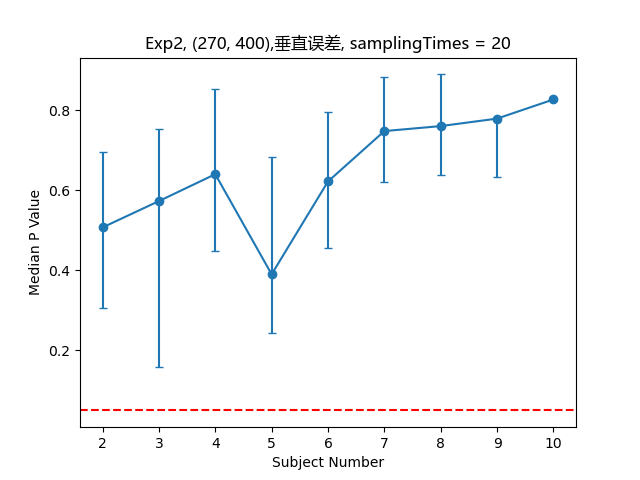 Exp2, (270, 400),垂直误差, samplingTimes = 20
0.8
0.6
0.4
0.2
Median P Value
2 3 4 5 6 7 8 9 10
Subject Number